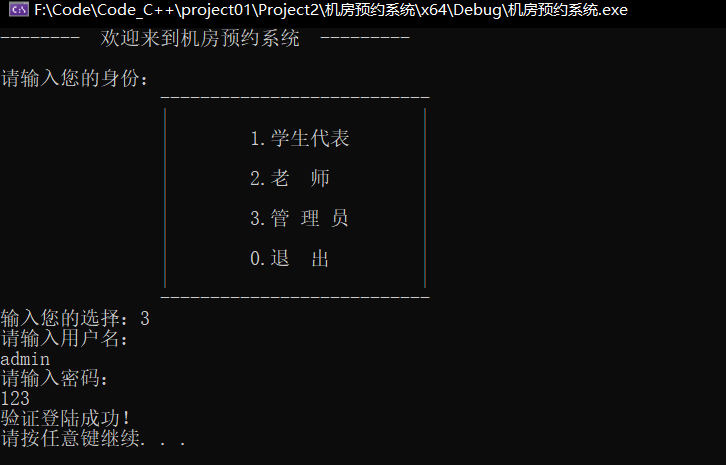 F:\Code\Code_C++\project01\Project2\机房预约系统\x64\Debug\机房预约系统.exe
--------  欢迎来到机房预约系统  ---------
请输入您的身份:
---------------------------
1.学生代表
2.老  师
3.管 理 员
0.退  出
---------------------------
输入您的选择: 3
请输入用户名:
admin
请输入密码:
123
验证登陆成功!
请按任意键继续. . .